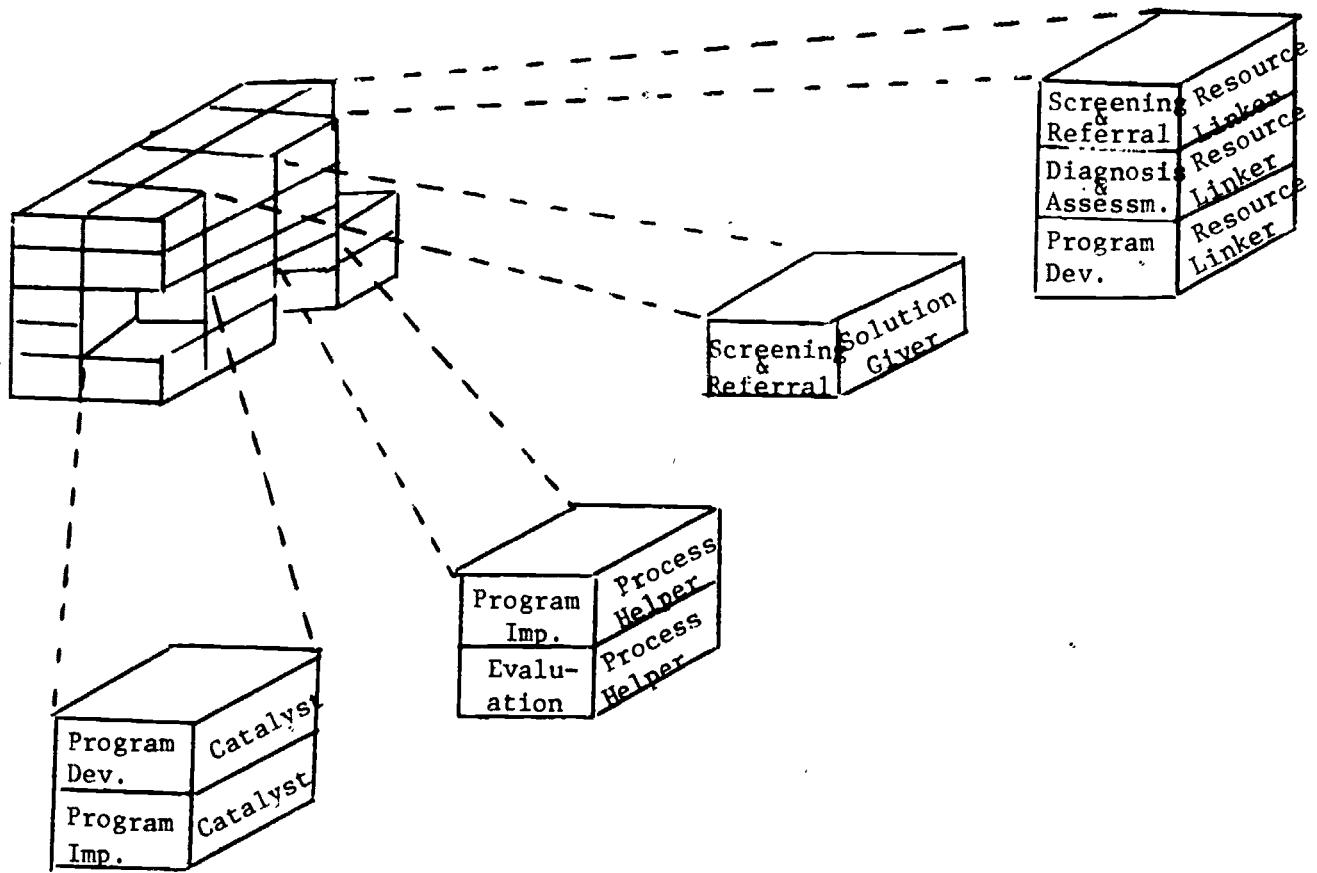 Screening
&
Referral
Resource
Linker
Diagnosis
&
Assessm.
Resource
Linker
Program
Dev.
Resource
Linker
Screening
&
Referral
Solution
Giver
Program
Imp.
Process
Helper
Evalu-
ation
Process
Helper
Program
Dev.
Catalyst
Program
Imp.
Catalyst